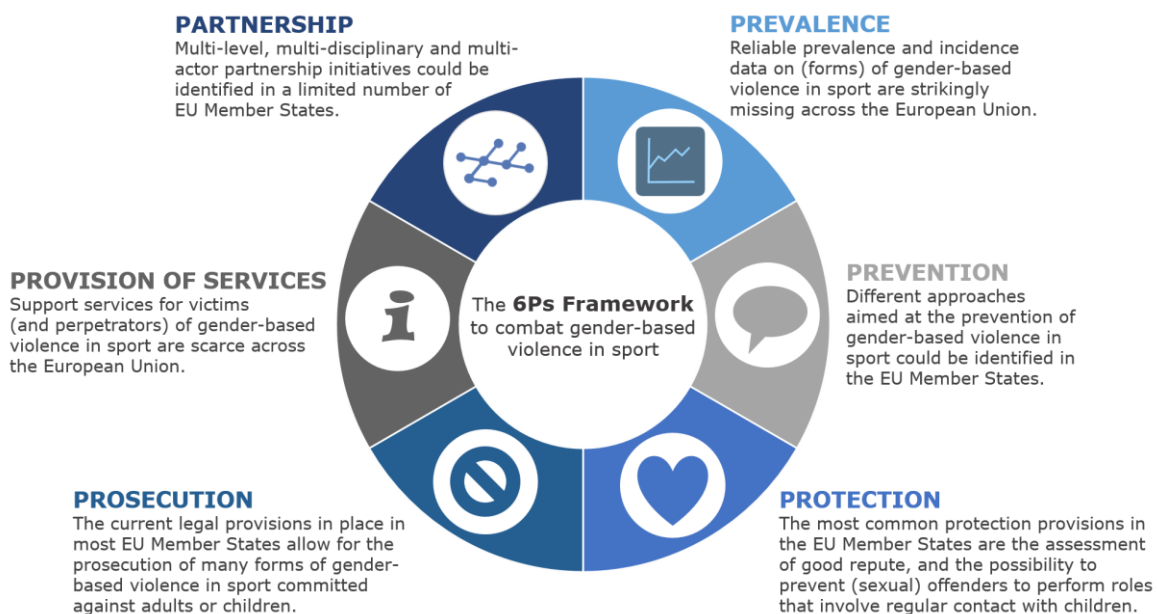 PARTNERSHIP
Multi-level, multi-disciplinary and multi-
actor partnership initiatives could be
identified in a limited number of
EU Member States.
PREVALENCE
Reliable prevalence and incidence
data on (forms) of gender-based
violence in sport are strikingly
missing across the European Union.
PROVISION OF SERVICES
Support services for victims
(and perpetrators) of gender-based
violence in sport are scarce across
the European Union.
The 6Ps Framework
to combat gender-based
violence in sport
PREVENTION
Different approaches
aimed at the prevention of
gender-based violence in
sport could be identified in
the EU Member States.
PROSECUTION
The current legal provisions in place in
most EU Member States allow for the
prosecution of many forms of gender-
based violence in sport committed
against adults or children.
PROTECTION
The most common protection provisions in
the EU Member States are the assessment
of good repute, and the possibility to
prevent (sexual) offenders to perform roles
that involve regular contact with children.